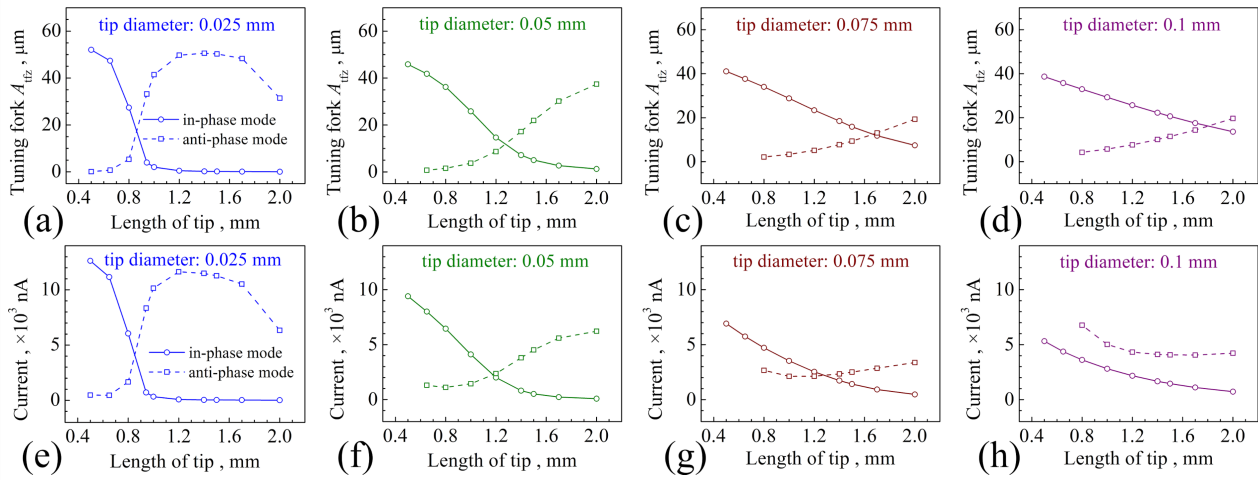 tip diameter: 0.025 mm
60
40
20
0
Tuning fork A_tfz , μm
in-phase mode
anti-phase mode
0.4 0.8 1.2 1.6 2.0
Length of tip , mm
(a)
tip diameter: 0.05 mm
60
40
20
0
Tuning fork A_tfz , μm
0.4 0.8 1.2 1.6 2.0
Length of tip , mm
(b)
tip diameter: 0.075 mm
60
40
20
0
Tuning fork A_tfz , μm
0.4 0.8 1.2 1.6 2.0
Length of tip , mm
(c)
tip diameter: 0.1 mm
60
40
20
0
Tuning fork A_tfz , μm
0.4 0.8 1.2 1.6 2.0
Length of tip , mm
(d)
tip diameter: 0.025 mm
10
5
0
Current , ×10³ nA
in-phase mode
anti-phase mode
0.4 0.8 1.2 1.6 2.0
Length of tip , mm
(e)
tip diameter: 0.05 mm
10
5
0
Current , ×10³ nA
0.4 0.8 1.2 1.6 2.0
Length of tip , mm
(f)
tip diameter: 0.075 mm
10
5
0
Current , ×10³ nA
0.4 0.8 1.2 1.6 2.0
Length of tip , mm
(g)
tip diameter: 0.1 mm
10
5
0
Current , ×10³ nA
0.4 0.8 1.2 1.6 2.0
Length of tip , mm
(h)